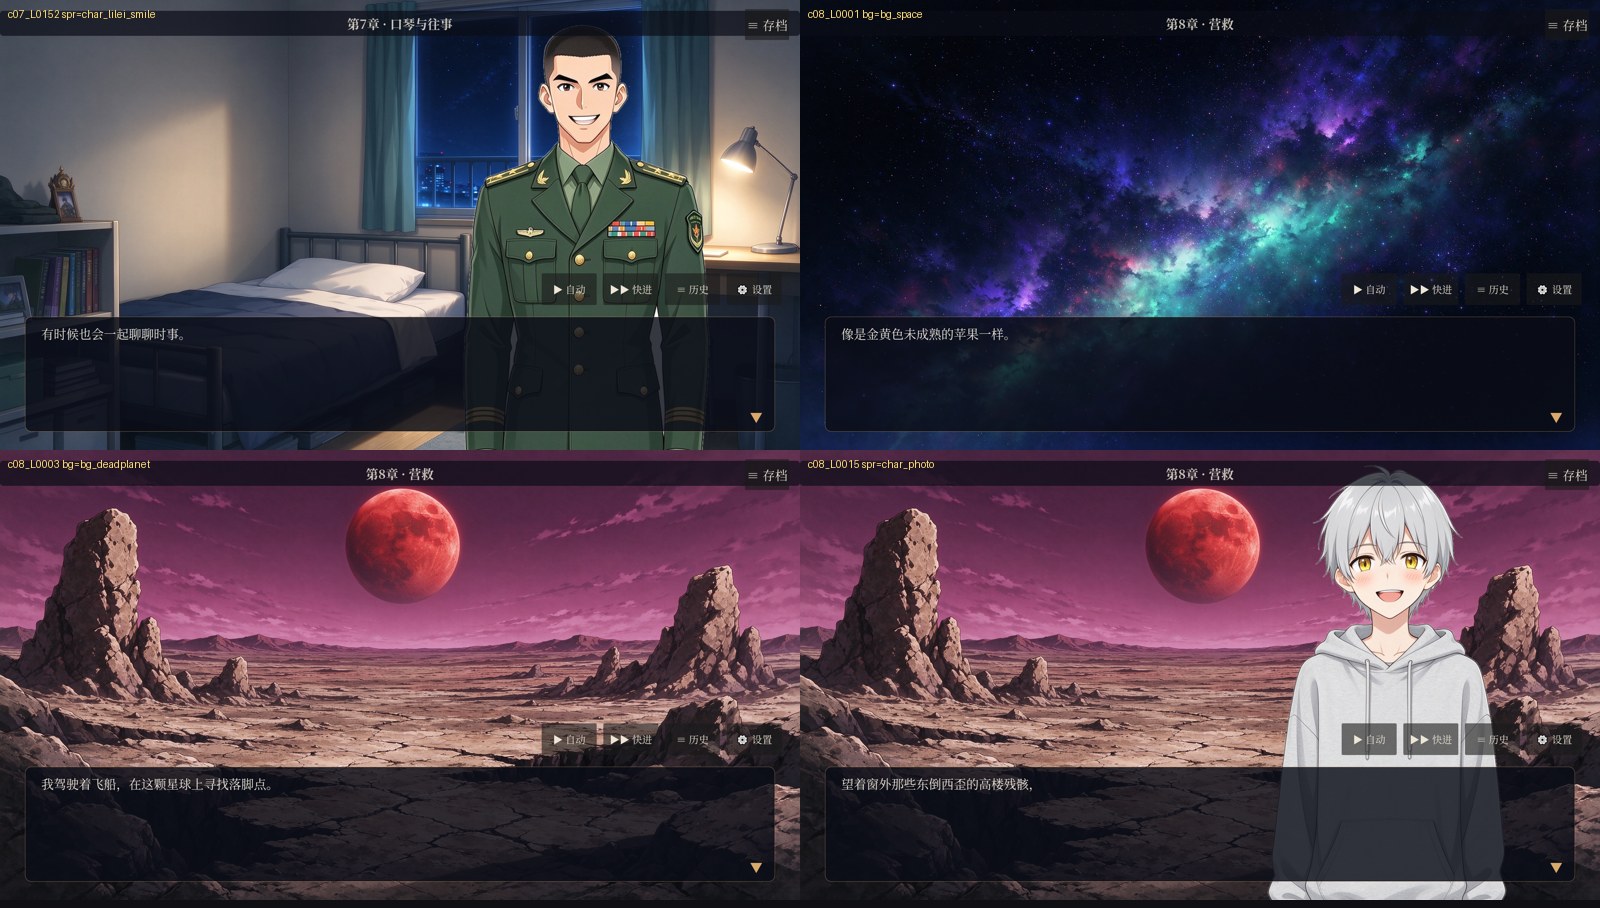 c07_L0152 spr=char_lilei_smile
第7章 · 口琴与往事
≡ 存档
▶ 自动
▶▶ 快进
≡ 历史
设置
有时候也会一起聊聊时事。
c08_L0001 bg=bg_space
第8章 · 营救
≡ 存档
▶ 自动
▶▶ 快进
≡ 历史
设置
像是金黄色未成熟的苹果一样。
c08_L0003 bg=bg_deadplanet
第8章 · 营救
≡ 存档
▶ 自动
▶▶ 快进
≡ 历史
设置
我驾驶着飞船，在这颗星球上寻找落脚点。
c08_L0015 spr=char_photo
第8章 · 营救
≡ 存档
▶ 自动
▶▶ 快进
≡ 历史
设置
望着窗外那些东倒西歪的高楼残骸，